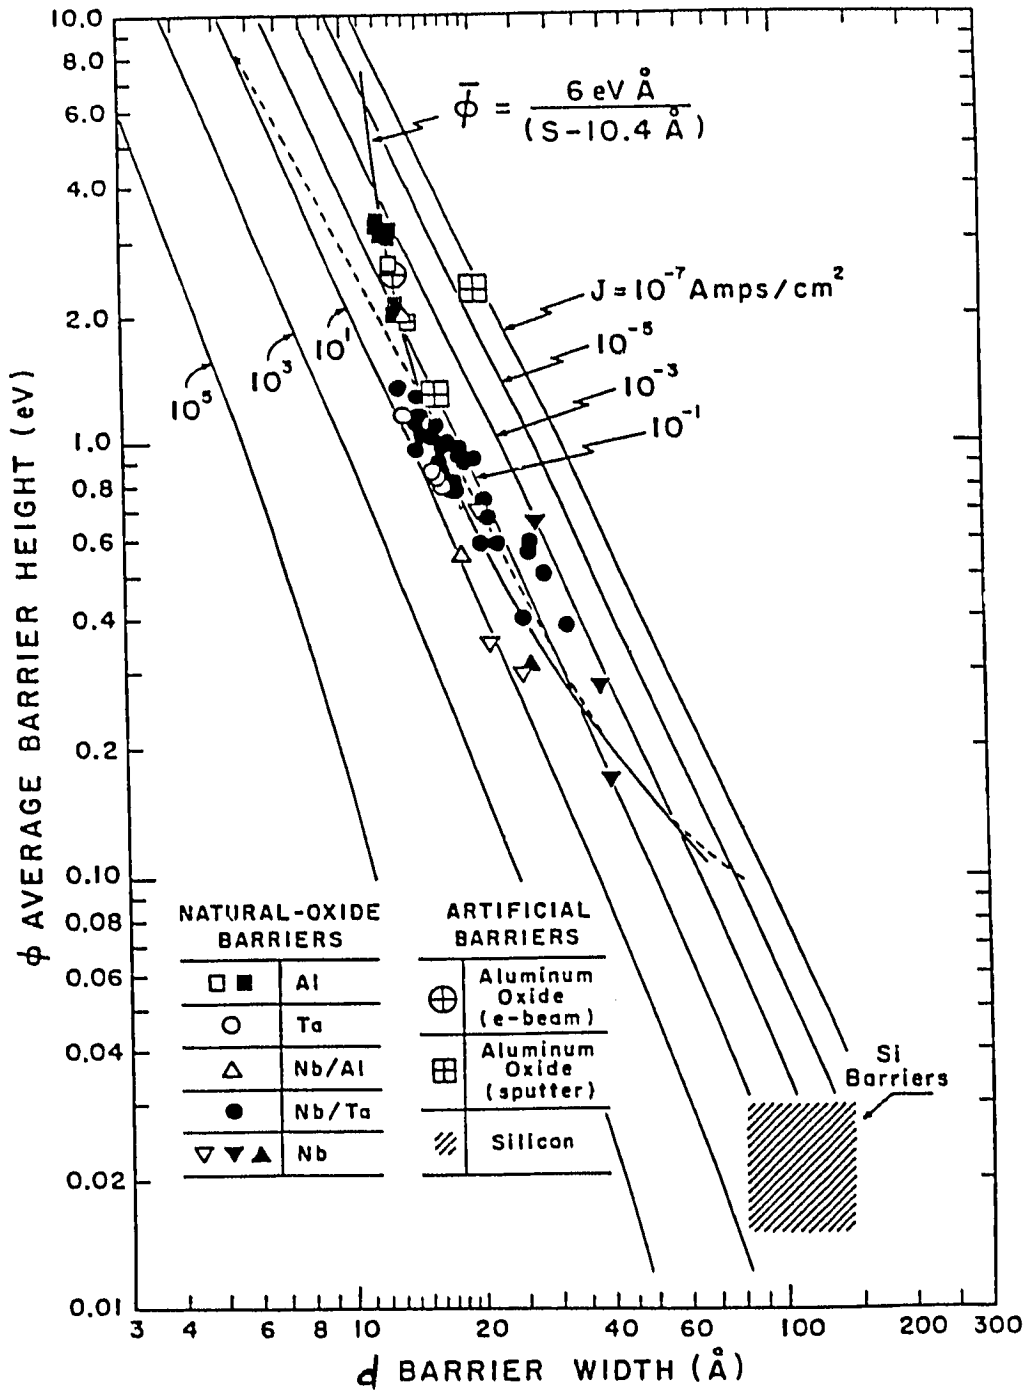 10.0
8.0
6.0
4.0
2.0
1.0
0.8
0.6
0.4
0.2
0.10
0.08
0.06
0.04
0.02
0.01
ϕ AVERAGE BARRIER HEIGHT (eV)
ϕ̅ = 6 eV Å / (S-10.4 Å)
J = 10⁻⁷ Amps/cm²
10⁻⁵
10⁻³
10⁻¹
10¹
10³
10⁵
NATURAL-OXIDE
BARRIERS
Al
Ta
Nb/Al
Nb/Ta
Nb
ARTIFICIAL
BARRIERS
Aluminum
Oxide
(e-beam)
Aluminum
Oxide
(sputter)
Silicon
Si
Barriers
3 4 6 8 10 20 40 60 100 200 300
d BARRIER WIDTH (Å)